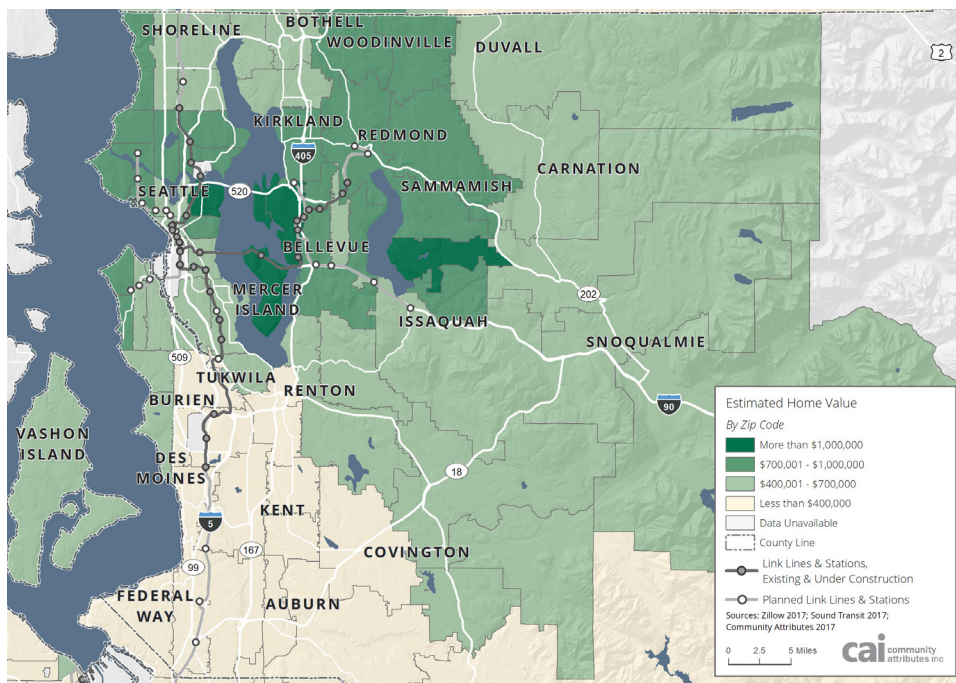 SHORELINE
BOTHELL
WOODINVILLE
DUVALL
2
KIRKLAND
REDMOND
405
CARNATION
SEATTLE
520
SAMMAMISH
BELLEVUE
MERCER
ISLAND
202
ISSAQUAH
SNOQUALMIE
509
TUKWILA
RENTON
BURIEN
90
VASHON
ISLAND
DES
MOINES
18
KENT
5
167
COVINGTON
99
FEDERAL
WAY
AUBURN
Estimated Home Value
By Zip Code
More than $1,000,000
$700,001 - $1,000,000
$400,001 - $700,000
Less than $400,000
Data Unavailable
County Line
Link Lines & Stations,
Existing & Under Construction
Planned Link Lines & Stations
Sources: Zillow 2017; Sound Transit 2017;
Community Attributes 2017
0 2.5 5 Miles
cai community
attributes inc